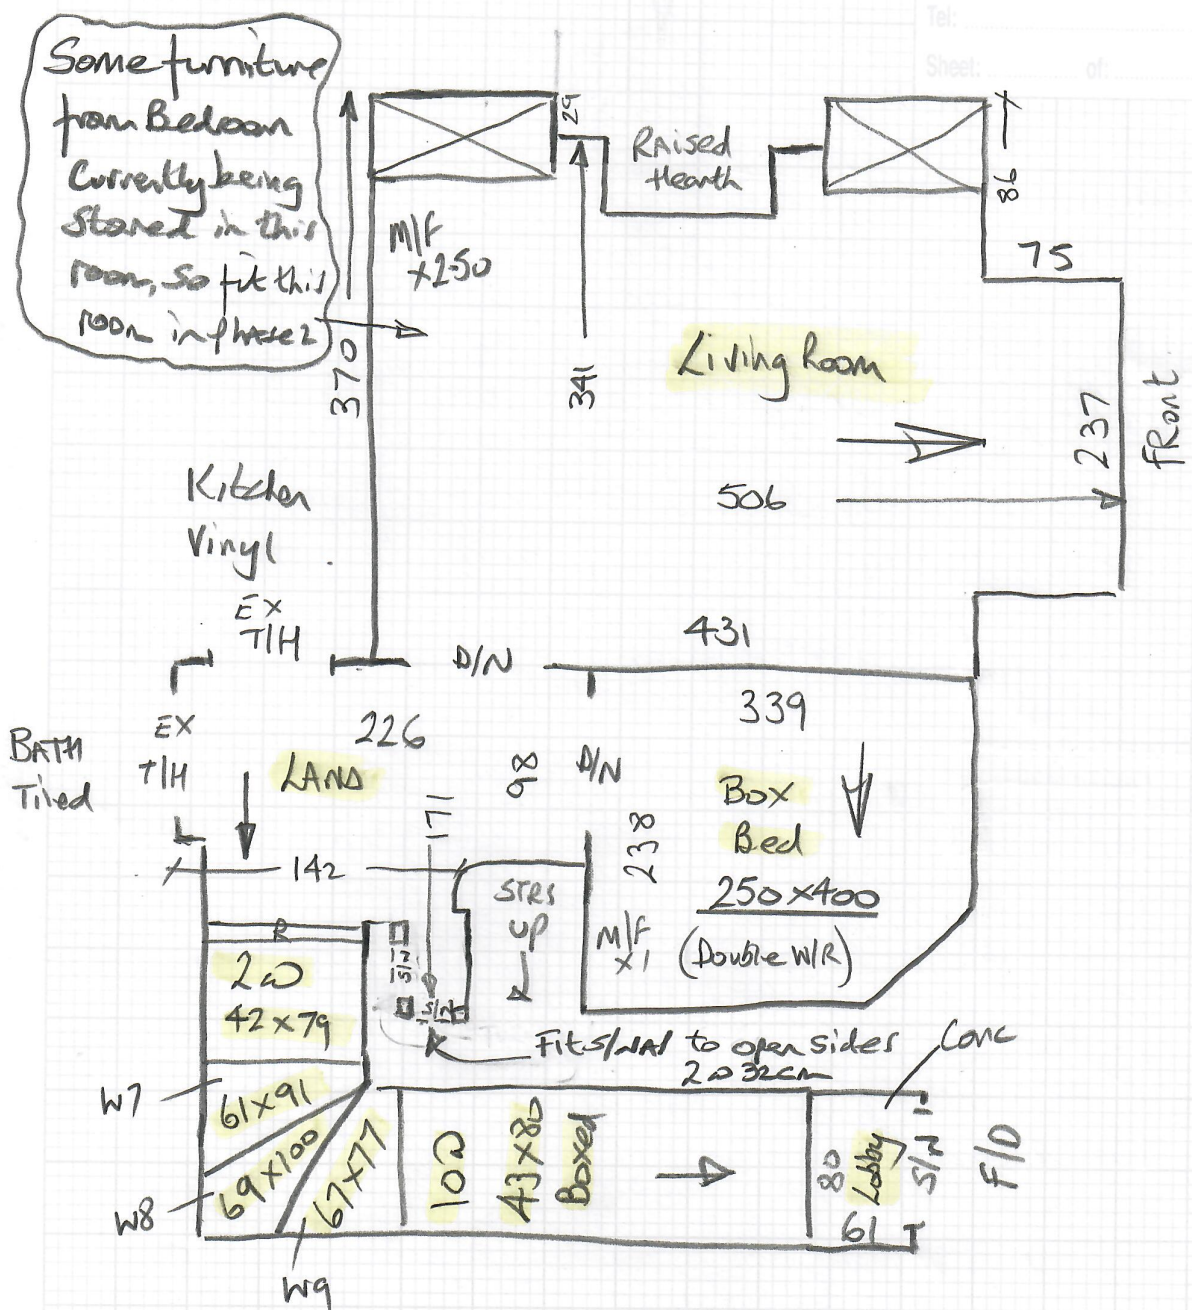 Tel:
Sheet: of:
Some furniture
from Bedroom
Currently being
stored in this
room, so fit this
room in phase 2
29
Raised
Hearth
86
M/F
x2.50
75
370
341
Living Room
237
FRont
506
Kitchen
Vinyl
EX
T/H
431
D/N
339
BATH
Tiled
EX
T/H
226
LAND
98
D/N
171
238
Box
Bed
250x400
(Double W/R)
M/F
x1
142
STRS
up
R
2@
42x79
S/N
S/N
Fit S/NAP to open sides
2@32cm
Conc
W7
61x91
W8
69x100
W9
67x77
10@
43x80
Boxed
80
Lobby
61
S/N
F/D